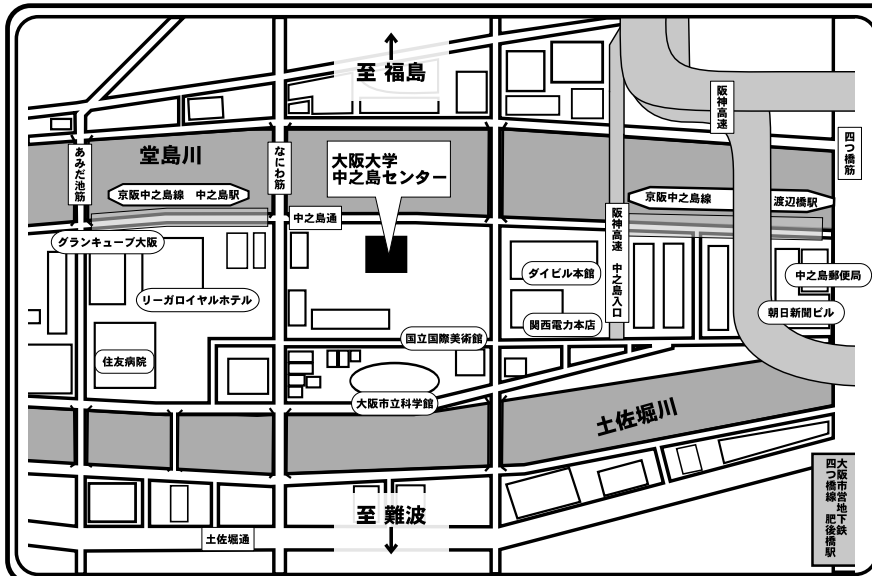 至 福島
阪神高速
四つ橋筋
堂島川
あみだ池筋
なにわ筋
大阪大学
中之島センター
京阪中之島線 中之島駅
京阪中之島線
渡辺橋駅
中之島通
阪神高速 中之島入口
グランキューブ大阪
ダイビル本館
中之島郵便局
リーガロイヤルホテル
関西電力本店
朝日新聞ビル
国立国際美術館
住友病院
大阪市立科学館
土佐堀川
大阪市営地下鉄
四つ橋線 肥後橋駅
至 難波
土佐堀通